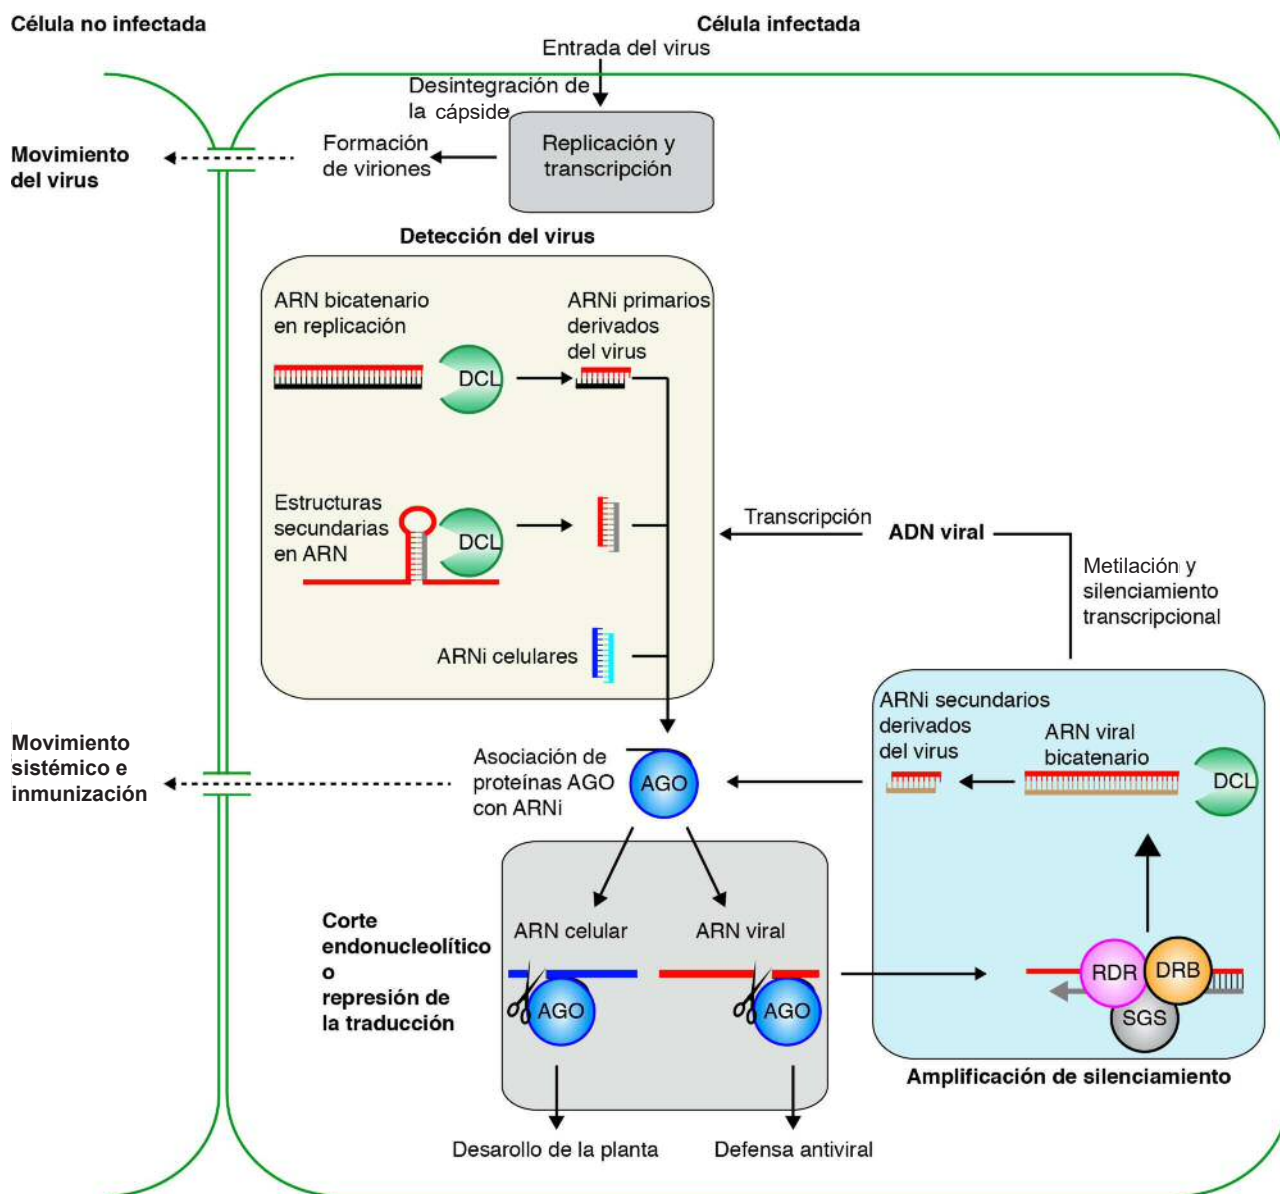 Célula no infectada
Célula infectada
Entrada del virus
Desintegración de
la cápside
Replicación y
transcripción
Formación
de viriones
Movimiento
del virus
Detección del virus
ARN bicatenario
en replicación
DCL
ARNi primarios
derivados
del virus
Estructuras
secundarias
en ARN
DCL
ARNi celulares
Transcripción
ADN viral
Metilación y
silenciamiento
transcripcional
Movimiento
sistémico e
inmunización
Asociación de
proteínas AGO
con ARNi
AGO
ARNi secundarios
derivados
del virus
ARN viral
bicatenario
DCL
Corte
endonucleolítico
o
represión de
la traducción
ARN celular
ARN viral
AGO
AGO
RDR
DRB
SGS
Amplificación de silenciamiento
Desarollo de la planta
Defensa antiviral